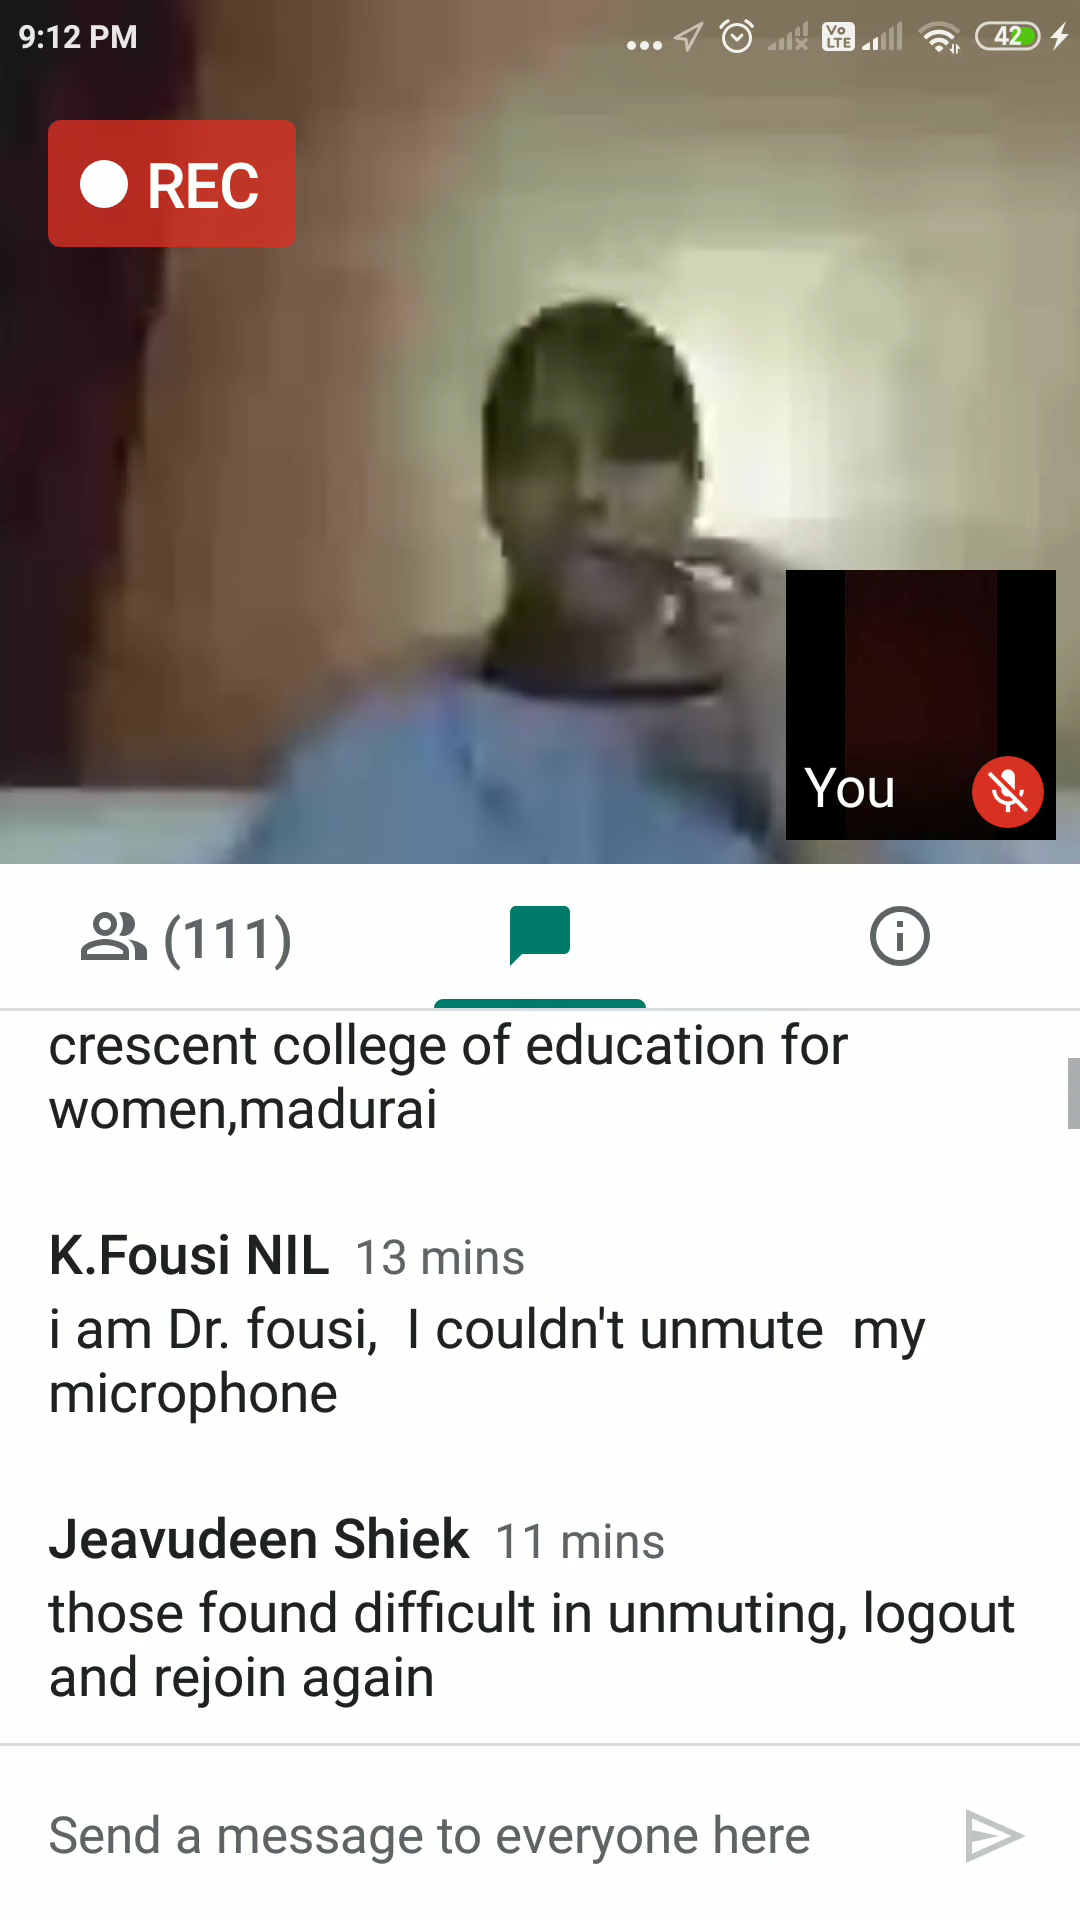 9:12 PM
Vo
LTE
42
REC
You
(111)
crescent college of education for
women,madurai
K.Fousi NIL 13 mins
i am Dr. fousi,  I couldn't unmute  my
microphone
Jeavudeen Shiek 11 mins
those found difficult in unmuting, logout
and rejoin again
Send a message to everyone here